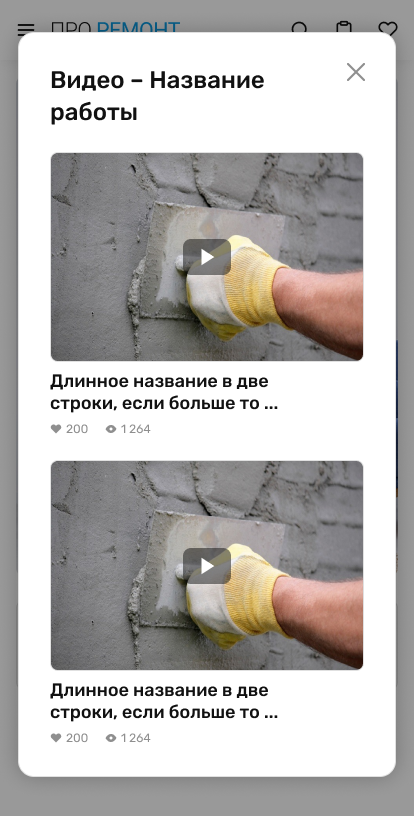 ПРО РЕМОНТ
Видео – Название
работы
Длинное название в две
строки, если больше то ...
200 1 264
Длинное название в две
строки, если больше то ...
200 1 264